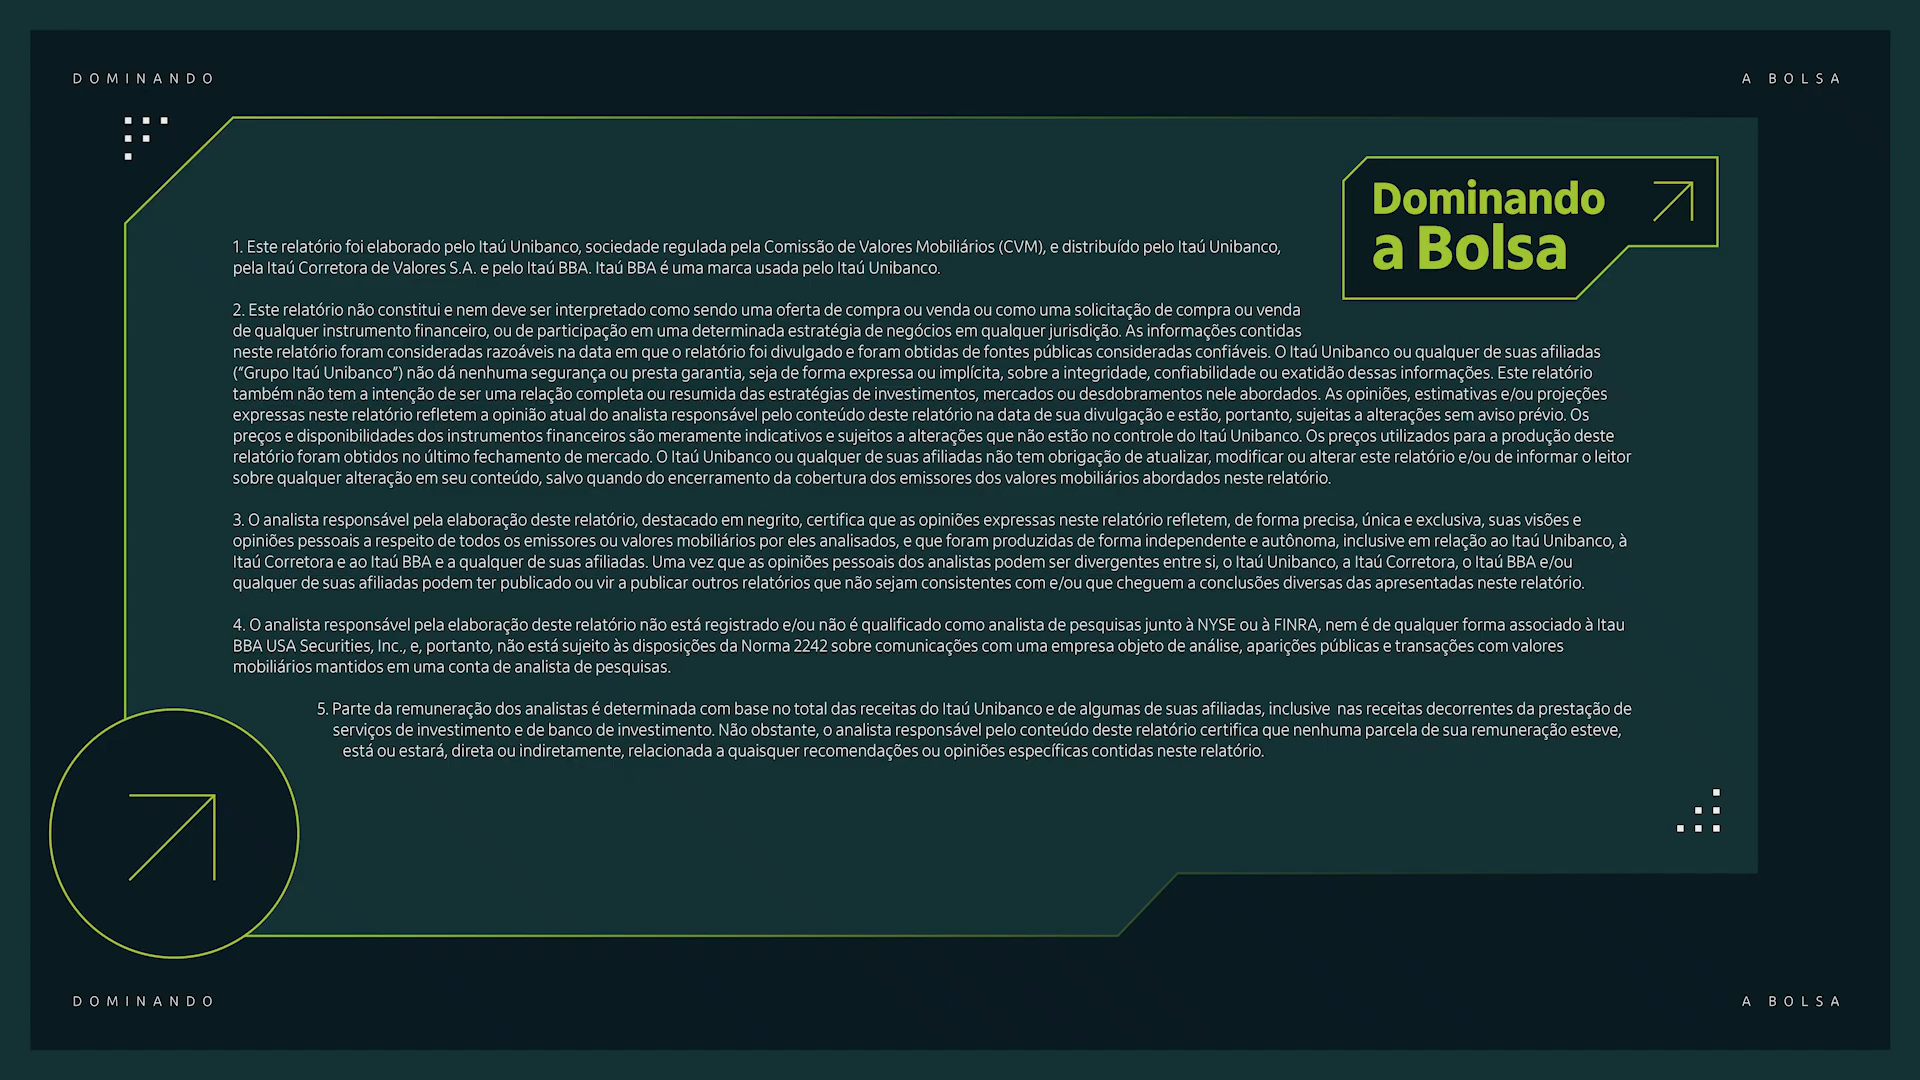 DOMINANDO
A BOLSA
Dominando
a Bolsa
1. Este relatório foi elaborado pelo Itaú Unibanco, sociedade regulada pela Comissão de Valores Mobiliários (CVM), e distribuído pelo Itaú Unibanco,
pela Itaú Corretora de Valores S.A. e pelo Itaú BBA. Itaú BBA é uma marca usada pelo Itaú Unibanco.
2. Este relatório não constitui e nem deve ser interpretado como sendo uma oferta de compra ou venda ou como uma solicitação de compra ou venda
de qualquer instrumento financeiro, ou de participação em uma determinada estratégia de negócios em qualquer jurisdição. As informações contidas
neste relatório foram consideradas razoáveis na data em que o relatório foi divulgado e foram obtidas de fontes públicas consideradas confiáveis. O Itaú Unibanco ou qualquer de suas afiliadas
("Grupo Itaú Unibanco") não dá nenhuma segurança ou presta garantia, seja de forma expressa ou implícita, sobre a integridade, confiabilidade ou exatidão dessas informações. Este relatório
também não tem a intenção de ser uma relação completa ou resumida das estratégias de investimentos, mercados ou desdobramentos nele abordados. As opiniões, estimativas e/ou projeções
expressas neste relatório refletem a opinião atual do analista responsável pelo conteúdo deste relatório na data de sua divulgação e estão, portanto, sujeitas a alterações sem aviso prévio. Os
preços e disponibilidades dos instrumentos financeiros são meramente indicativos e sujeitos a alterações que não estão no controle do Itaú Unibanco. Os preços utilizados para a produção deste
relatório foram obtidos no último fechamento de mercado. O Itaú Unibanco ou qualquer de suas afiliadas não tem obrigação de atualizar, modificar ou alterar este relatório e/ou de informar o leitor
sobre qualquer alteração em seu conteúdo, salvo quando do encerramento da cobertura dos emissores dos valores mobiliários abordados neste relatório.
3. O analista responsável pela elaboração deste relatório, destacado em negrito, certifica que as opiniões expressas neste relatório refletem, de forma precisa, única e exclusiva, suas visões e
opiniões pessoais a respeito de todos os emissores ou valores mobiliários por eles analisados, e que foram produzidas de forma independente e autônoma, inclusive em relação ao Itaú Unibanco, à
Itaú Corretora e ao Itaú BBA e a qualquer de suas afiliadas. Uma vez que as opiniões pessoais dos analistas podem ser divergentes entre si, o Itaú Unibanco, a Itaú Corretora, o Itaú BBA e/ou
qualquer de suas afiliadas podem ter publicado ou vir a publicar outros relatórios que não sejam consistentes com e/ou que cheguem a conclusões diversas das apresentadas neste relatório.
4. O analista responsável pela elaboração deste relatório não está registrado e/ou não é qualificado como analista de pesquisas junto à NYSE ou à FINRA, nem é de qualquer forma associado à Itau
BBA USA Securities, Inc., e, portanto, não está sujeito às disposições da Norma 2242 sobre comunicações com uma empresa objeto de análise, aparições públicas e transações com valores
mobiliários mantidos em uma conta de analista de pesquisas.
5. Parte da remuneração dos analistas é determinada com base no total das receitas do Itaú Unibanco e de algumas de suas afiliadas, inclusive nas receitas decorrentes da prestação de
serviços de investimento e de banco de investimento. Não obstante, o analista responsável pelo conteúdo deste relatório certifica que nenhuma parcela de sua remuneração esteve,
está ou estará, direta ou indiretamente, relacionada a quaisquer recomendações ou opiniões específicas contidas neste relatório.
DOMINANDO
A BOLSA